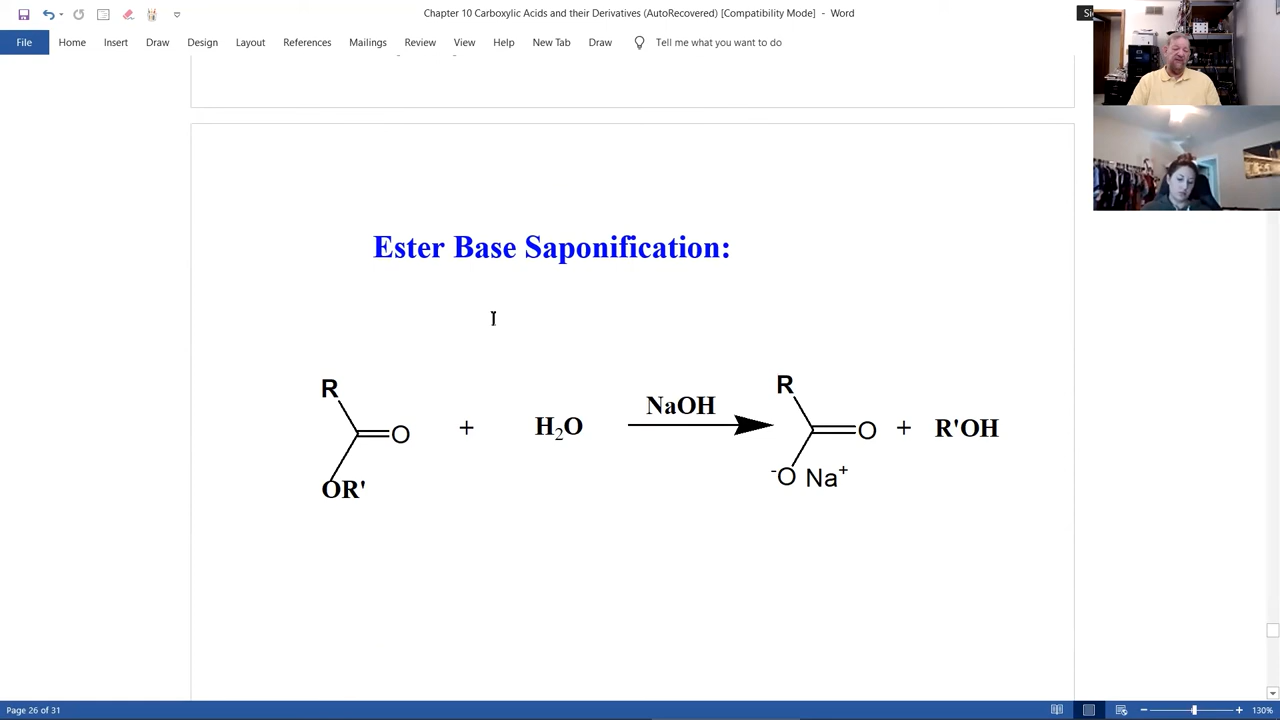 Chapter 10 Carboxylic Acids and their Derivatives (AutoRecovered) [Compatibility Mode] - Word
File Home Insert Draw Design Layout References Mailings Review View Help New Tab Draw Tell me what you want to do
Ester Base Saponification:
R R
NaOH
O + H2O O + R'OH
OR' -O Na+
Page 26 of 31 130%